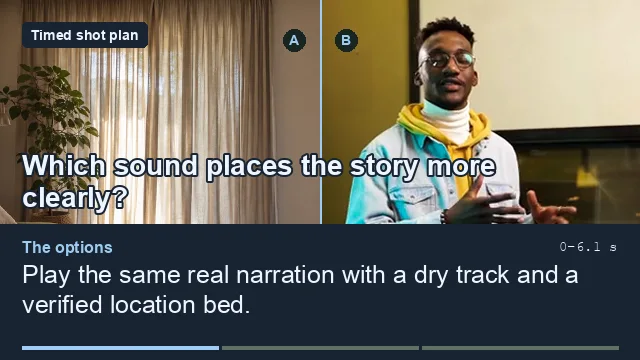 Timed shot plan
A
B
Which sound places the story more
clearly?
The options
0–6.1 s
Play the same real narration with a dry track and a
verified location bed.